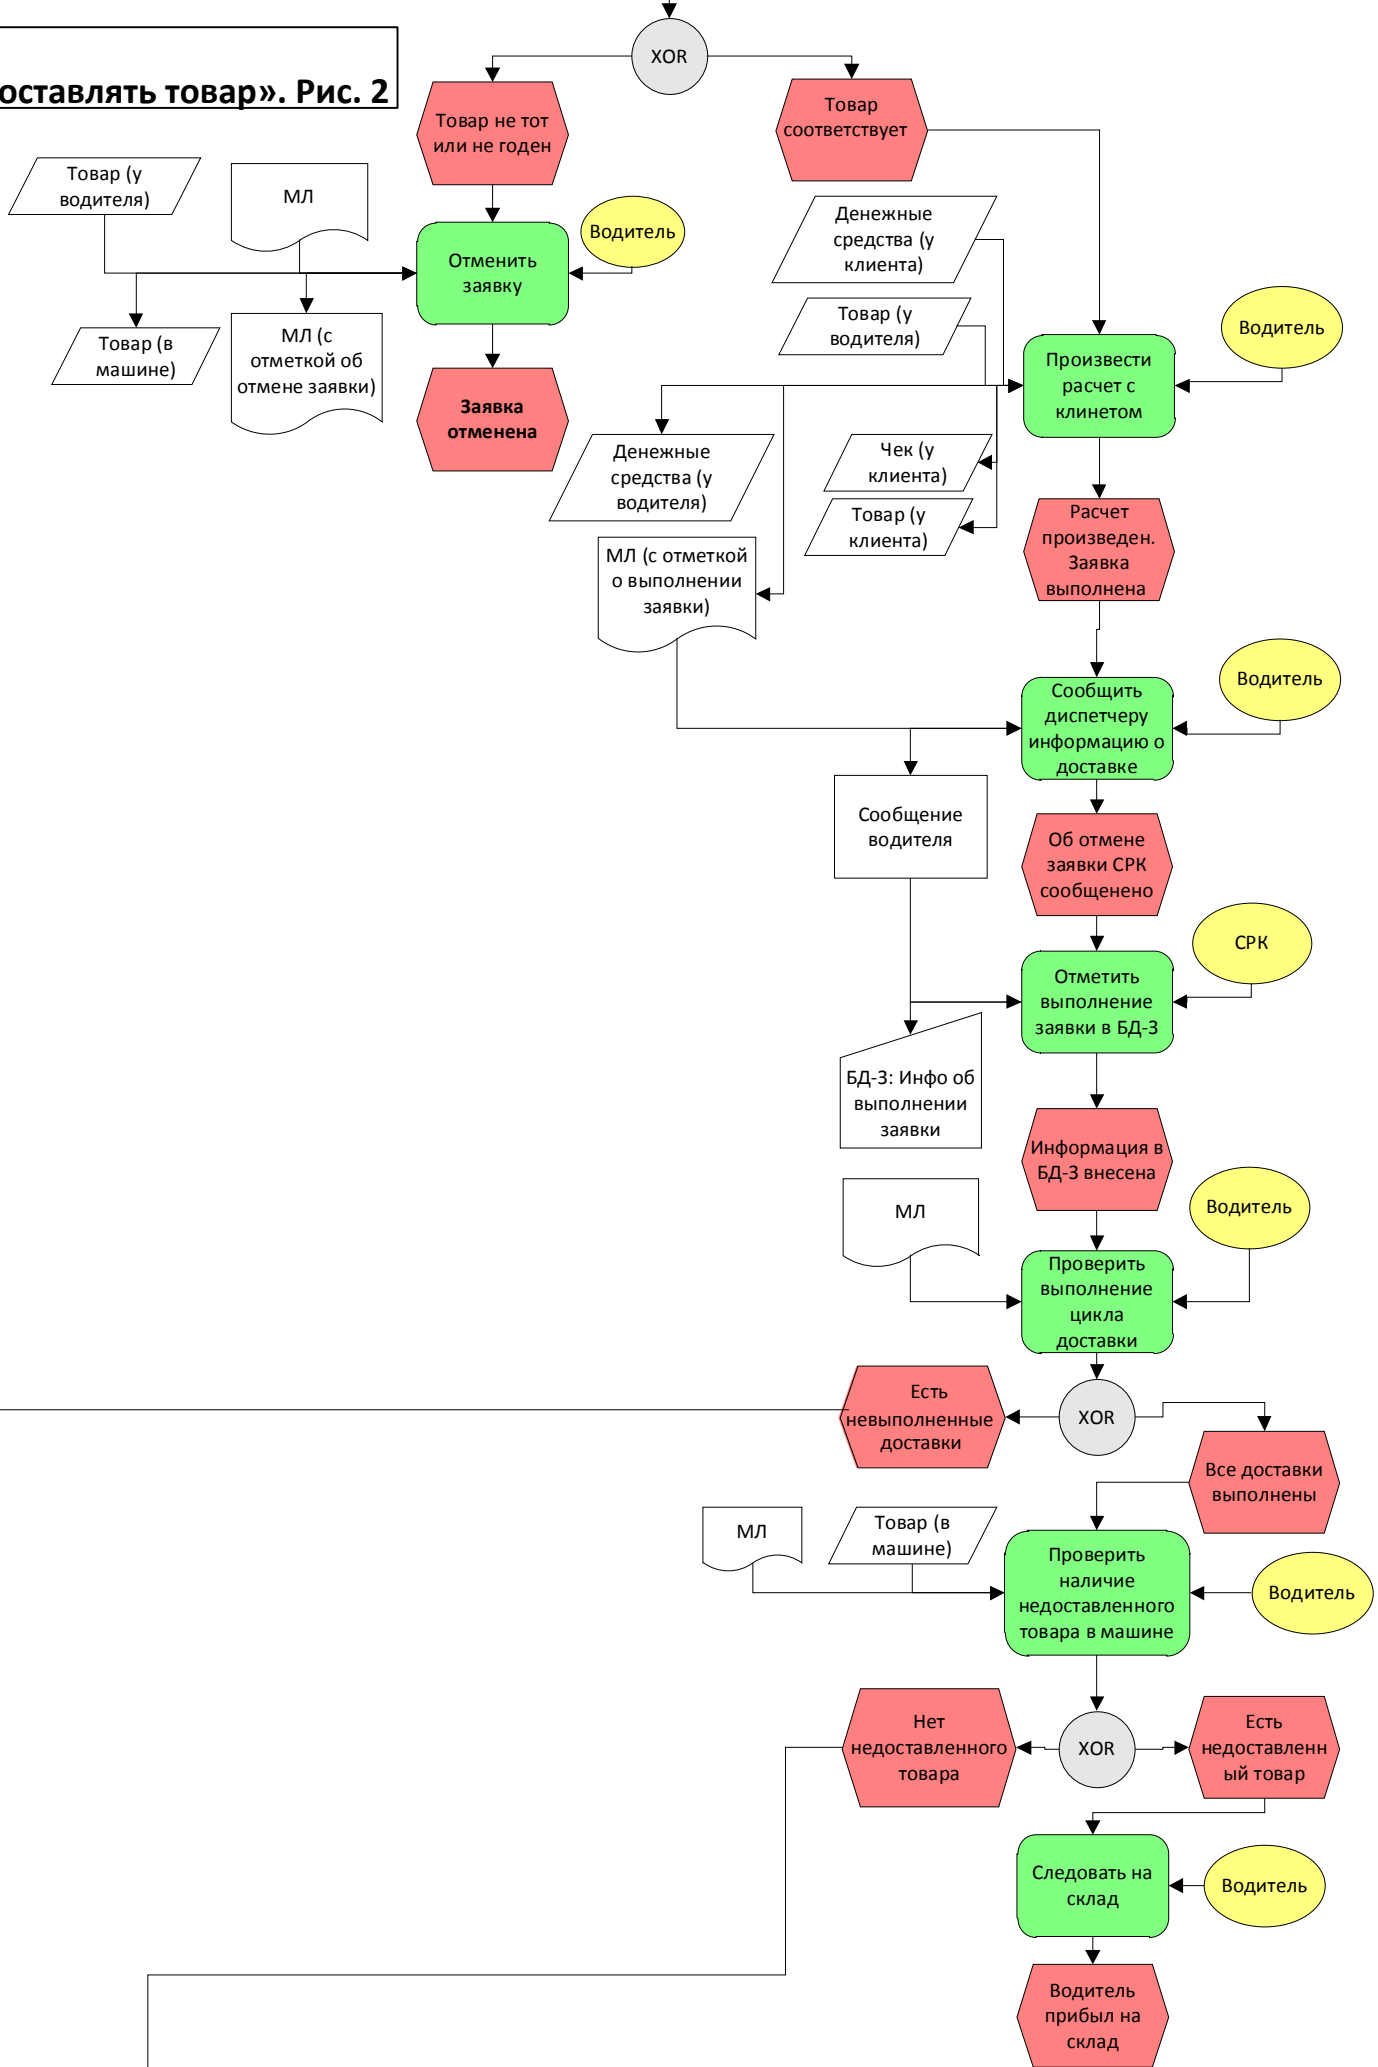 XOR
оставлять товар». Рис. 2
Товар не тот
или не годен
Товар
соответствует
Товар (у
водителя)
МЛ
Водитель
Отменить
заявку
Денежные
средства (у
клиента)
Товар (у
водителя)
Водитель
Товар (в
машине)
МЛ (с
отметкой об
отмене заявки)
Произвести
расчет с
клинетом
Заявка
отменена
Денежные
средства (у
водителя)
Чек (у
клиента)
Товар (у
клиента)
Расчет
произведен.
Заявка
выполнена
МЛ (с отметкой
о выполнении
заявки)
Водитель
Сообщить
диспетчеру
информацию о
доставке
Сообщение
водителя
Об отмене
заявки СРК
сообщенено
СРК
Отметить
выполнение
заявки в БД-3
БД-3: Инфо об
выполнении
заявки
Информация в
БД-3 внесена
МЛ
Водитель
Проверить
выполнение
цикла
доставки
Есть
невыполненные
доставки
XOR
Все доставки
выполнены
МЛ
Товар (в
машине)
Проверить
наличие
недоставленного
товара в машине
Водитель
Нет
недоставленного
товара
XOR
Есть
недоставленн
ый товар
Следовать на
склад
Водитель
Водитель
прибыл на
склад